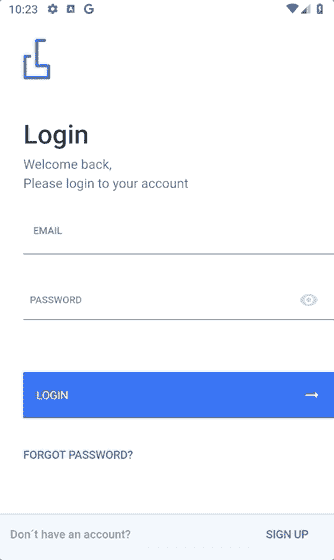 10:23
Login
Welcome back,
Please login to your account
EMAIL
PASSWORD
LOGIN
FORGOT PASSWORD?
Don´t have an account? SIGN UP